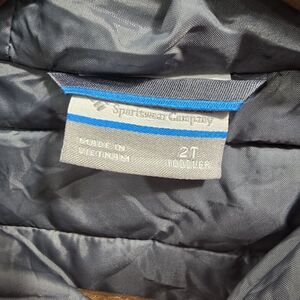 Sportswear Company
MADE IN
VIETNAM
2T
TODDLER